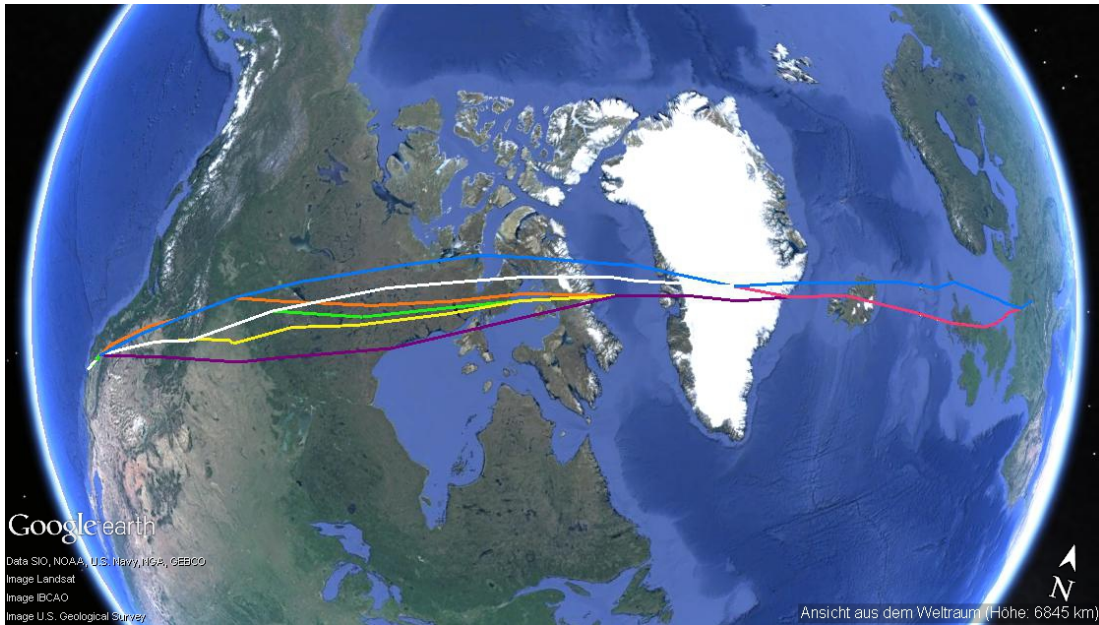 Google earth
Data SIO, NOAA, U.S. Navy, NGA, GEBCO
Image Landsat
Image IBCAO
Image U.S. Geological Survey
N
Ansicht aus dem Weltraum (Höhe: 6845 km)